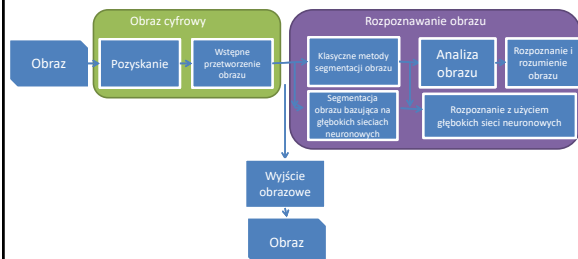 Obraz cyfrowy
Rozpoznawanie obrazu
Obraz
Pozyskanie
Wstępne
przetworzenie
obrazu
Klasyczne metody
segmentacji obrazu
Analiza
obrazu
Rozpoznanie i
rozumienie
obrazu
Segmentacja
obrazu bazująca na
głębokich sieciach
neuronowych
Rozpoznanie z użyciem
głębokich sieci neuronowych
Wyjście
obrazowe
Obraz